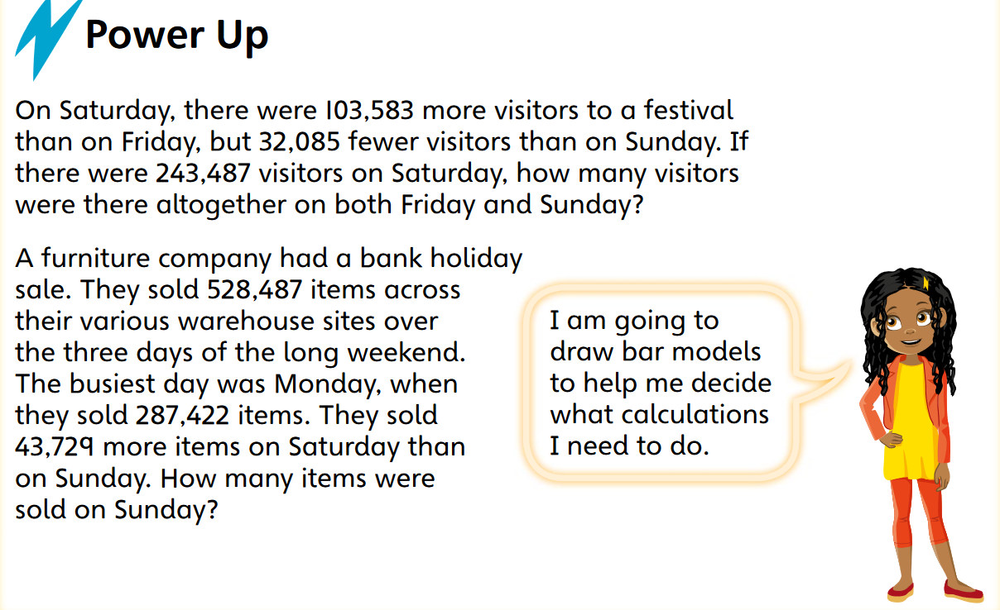 Power Up
On Saturday, there were 103,583 more visitors to a festival
than on Friday, but 32,085 fewer visitors than on Sunday. If
there were 243,487 visitors on Saturday, how many visitors
were there altogether on both Friday and Sunday?
A furniture company had a bank holiday
sale. They sold 528,487 items across
their various warehouse sites over
the three days of the long weekend.
The busiest day was Monday, when
they sold 287,422 items. They sold
43,729 more items on Saturday than
on Sunday. How many items were
sold on Sunday?
I am going to
draw bar models
to help me decide
what calculations
I need to do.